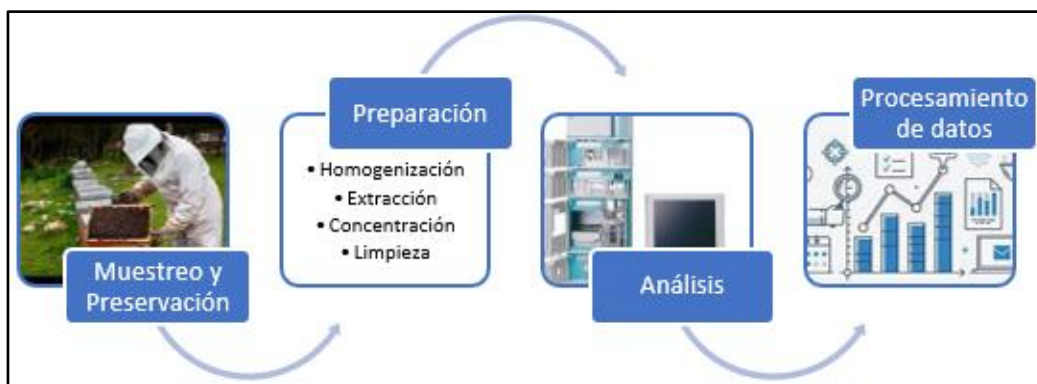 Muestreo y
Preservación
Preparación
• Homogenización
• Extracción
• Concentración
• Limpieza
Análisis
Procesamiento
de datos